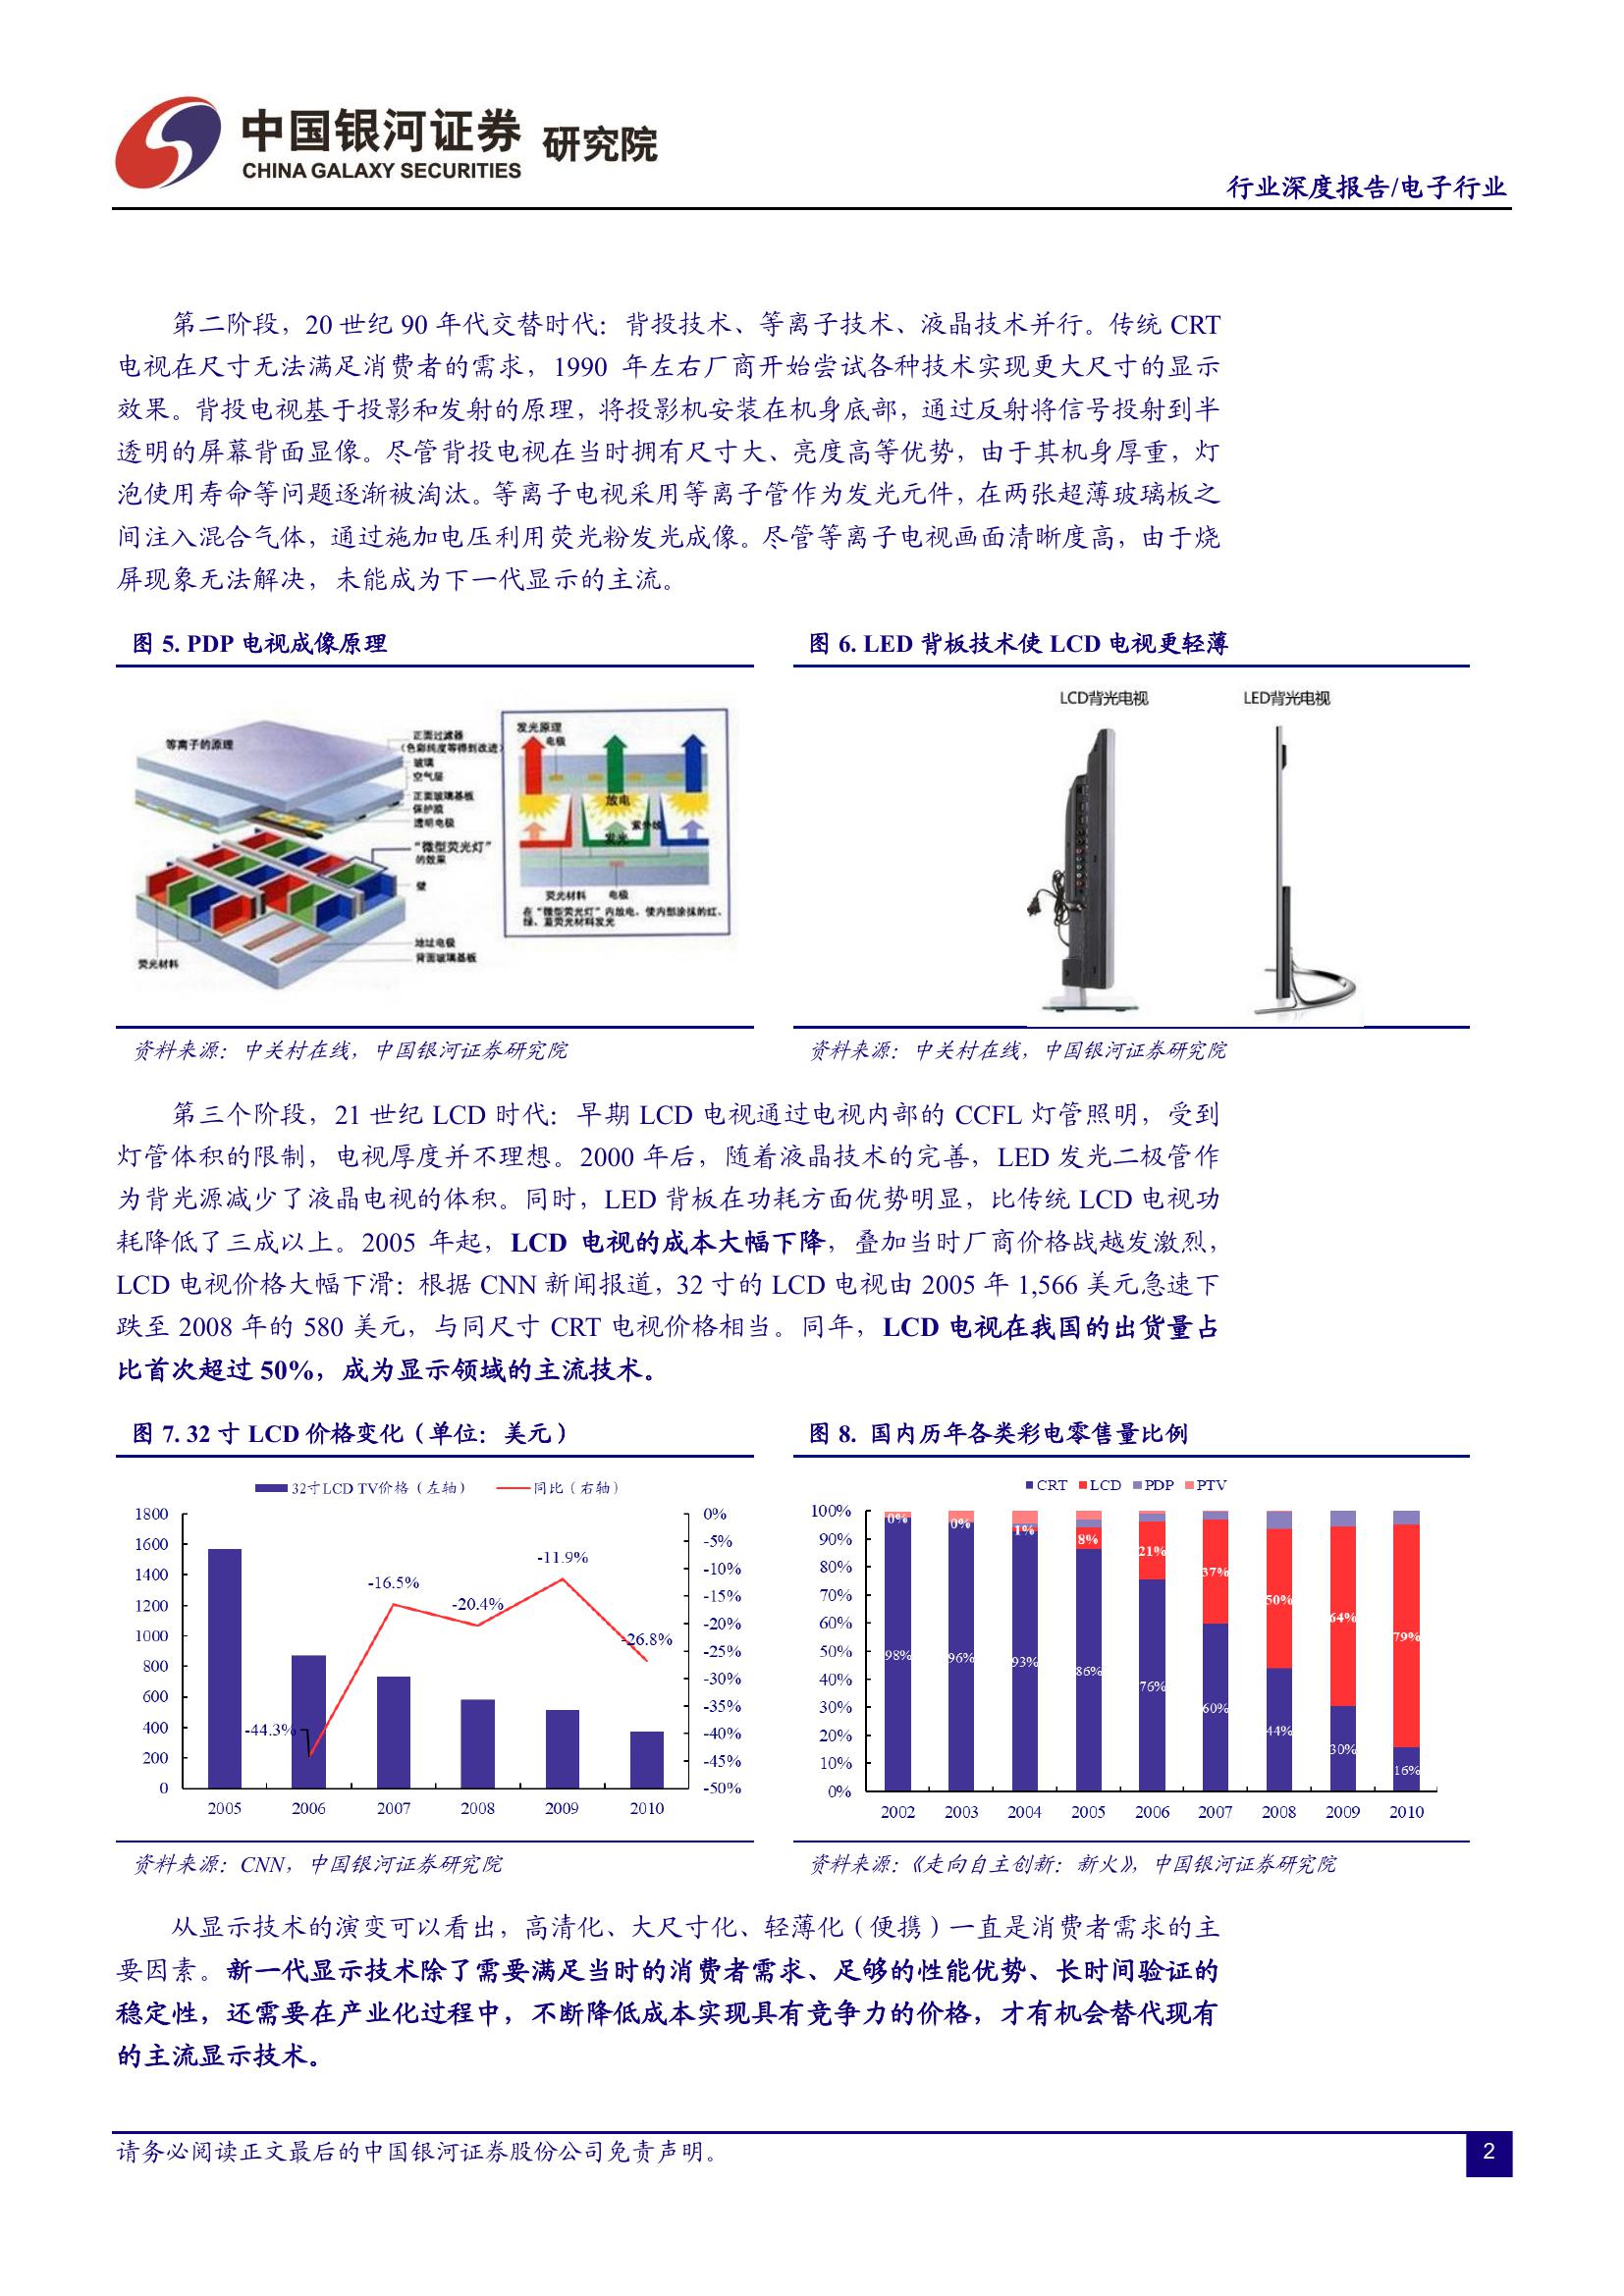 中国银河证券 研究院
CHINA GALAXY SECURITIES
行业深度报告/电子行业
第二阶段，20 世纪 90 年代交替时代：背投技术、等离子技术、液晶技术并行。传统 CRT
电视在尺寸无法满足消费者的需求，1990 年左右厂商开始尝试各种技术实现更大尺寸的显示
效果。背投电视基于投影和发射的原理，将投影机安装在机身底部，通过反射将信号投射到半
透明的屏幕背面显像。尽管背投电视在当时拥有尺寸大、亮度高等优势，由于其机身厚重，灯
泡使用寿命等问题逐渐被淘汰。等离子电视采用等离子管作为发光元件，在两张超薄玻璃板之
间注入混合气体，通过施加电压利用荧光粉发光成像。尽管等离子电视画面清晰度高，由于烧
屏现象无法解决，未能成为下一代显示的主流。
图 5. PDP 电视成像原理
等离子的原理
正面过滤器
（色彩纯度等得到改进）
玻璃
空气层
正面玻璃基板
保护膜
透明电极
“微型荧光灯”
的效果
壁
地址电极
背面玻璃基板
荧光材料
发光原理
电极
放电
紫外线
发光
荧光材料 电极
在“微型荧光灯”内放电、使内部涂抹的红、
绿、蓝荧光材料发光
图 6. LED 背板技术使 LCD 电视更轻薄
LCD背光电视 LED背光电视
资料来源：中关村在线，中国银河证券研究院
资料来源：中关村在线，中国银河证券研究院
第三个阶段，21 世纪 LCD 时代：早期 LCD 电视通过电视内部的 CCFL 灯管照明，受到
灯管体积的限制，电视厚度并不理想。2000 年后，随着液晶技术的完善，LED 发光二极管作
为背光源减少了液晶电视的体积。同时，LED 背板在功耗方面优势明显，比传统 LCD 电视功
耗降低了三成以上。2005 年起，LCD 电视的成本大幅下降，叠加当时厂商价格战越发激烈，
LCD 电视价格大幅下滑：根据 CNN 新闻报道，32 寸的 LCD 电视由 2005 年 1,566 美元急速下
跌至 2008 年的 580 美元，与同尺寸 CRT 电视价格相当。同年，LCD 电视在我国的出货量占
比首次超过 50%，成为显示领域的主流技术。
图 7. 32 寸 LCD 价格变化（单位：美元）
32寸LCD TV价格（左轴） 同比（右轴）
1800
1600
1400
1200
1000
800
600
400
200
0
-44.3%
-16.5%
-20.4%
-11.9%
-26.8%
0%
-5%
-10%
-15%
-20%
-25%
-30%
-35%
-40%
-45%
-50%
2005 2006 2007 2008 2009 2010
图 8. 国内历年各类彩电零售量比例
CRT LCD PDP PTV
100%
90%
80%
70%
60%
50%
40%
30%
20%
10%
0%
0% 0% 1% 8% 21% 37% 50% 64% 79%
98% 96% 93% 86% 76% 60% 44% 30% 16%
2002 2003 2004 2005 2006 2007 2008 2009 2010
资料来源：CNN，中国银河证券研究院
资料来源：《走向自主创新：新火》，中国银河证券研究院
从显示技术的演变可以看出，高清化、大尺寸化、轻薄化（便携）一直是消费者需求的主
要因素。新一代显示技术除了需要满足当时的消费者需求、足够的性能优势、长时间验证的
稳定性，还需要在产业化过程中，不断降低成本实现具有竞争力的价格，才有机会替代现有
的主流显示技术。
请务必阅读正文最后的中国银河证券股份公司免责声明。
2